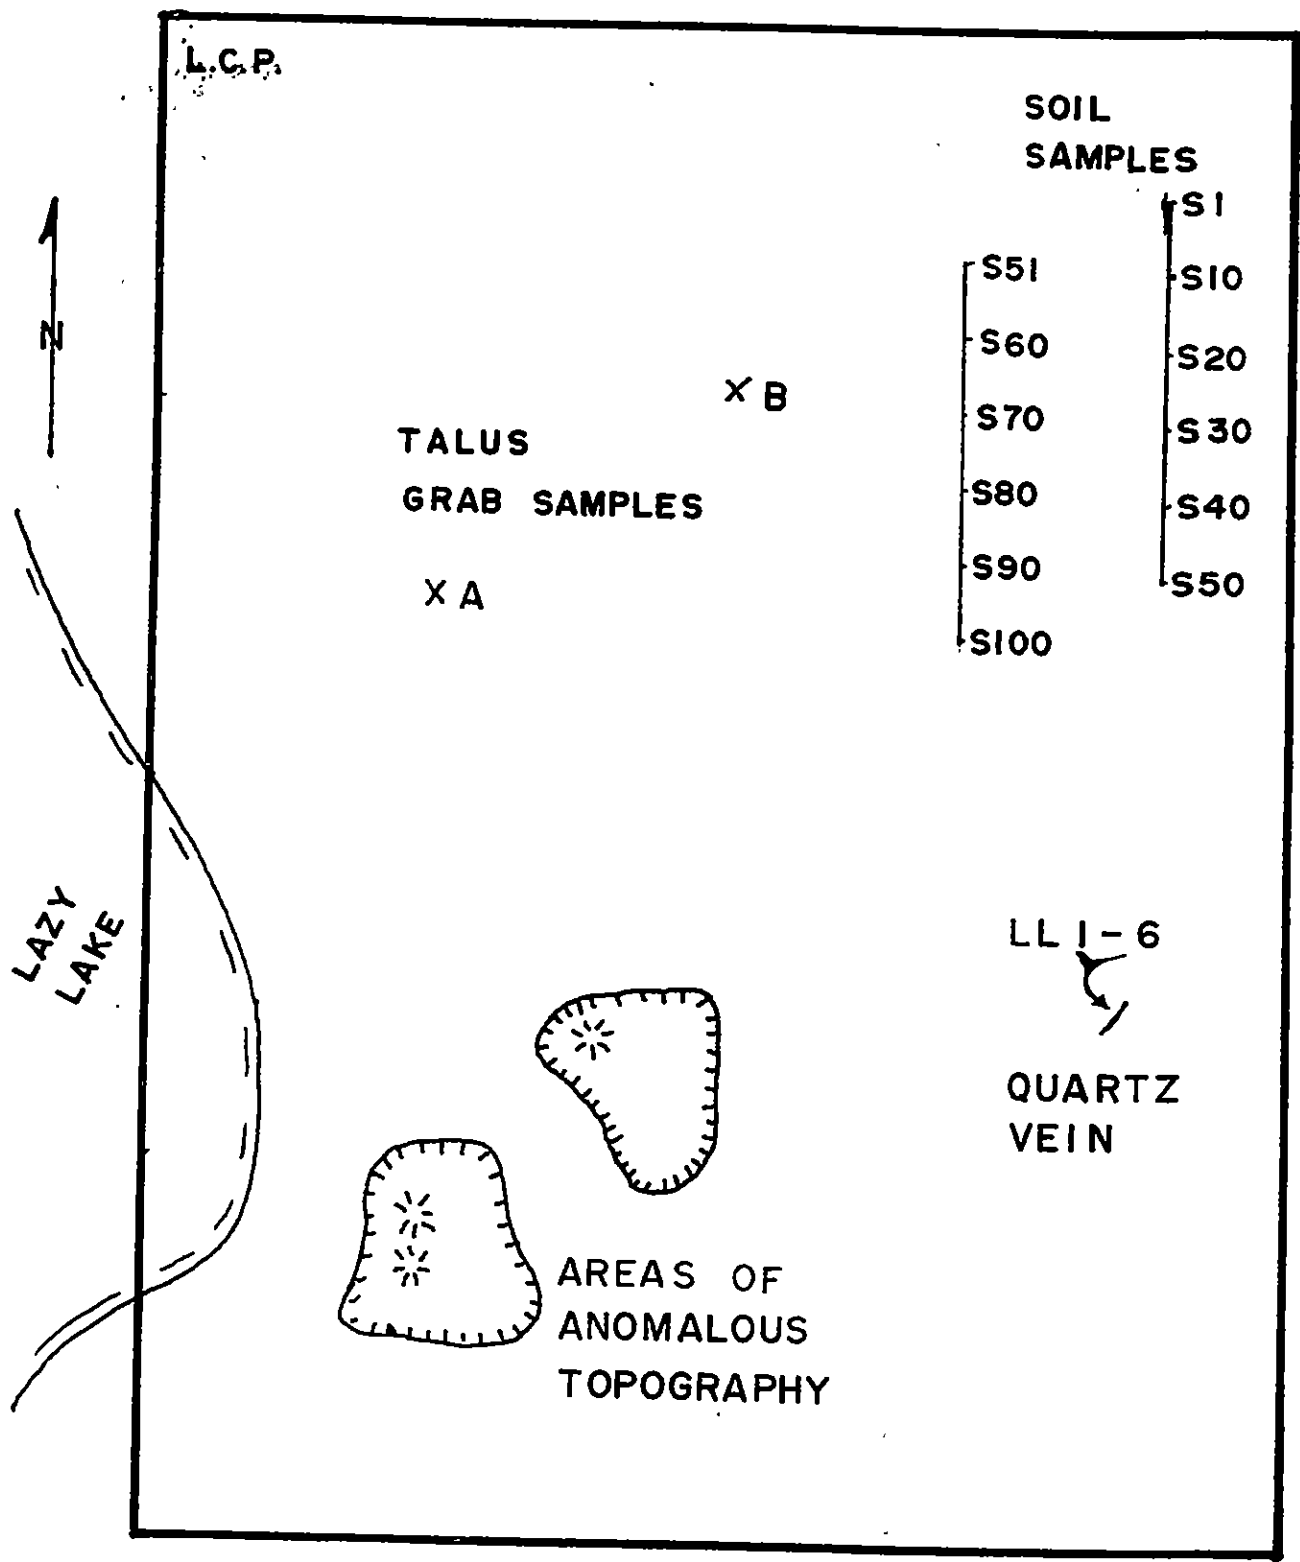 L.C.P.
SOIL
SAMPLES
S1
S10
S20
S30
S40
S50
S51
S60
S70
S80
S90
S100
N
X B
TALUS
GRAB SAMPLES
X A
LAZY
LAKE
LL 1-6
QUARTZ
VEIN
AREAS OF
ANOMALOUS
TOPOGRAPHY